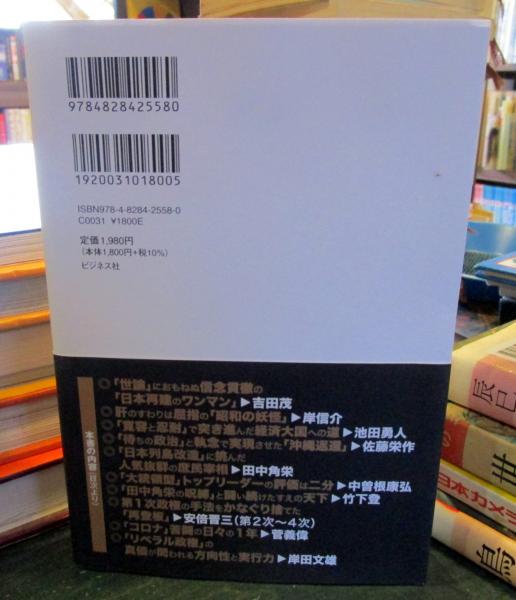 9784828425580
1920031018005
ISBN978-4-8284-2558-0
C0031 ¥1800E
定価1,980円
(本体1,800円+税10%)
ビジネス社
本書の内容(目次より)
◎「世論」におもねぬ信念貫徹の
「日本再建のワンマン」▶吉田茂
◎肝のすわりは屈指の「昭和の妖怪」▶岸信介
◎「寛容と忍耐」で突き進んだ経済大国への道▶池田勇人
◎「待ちの政治」と執念で実現させた「沖縄返還」▶佐藤栄作
◎「日本列島改造」に挑んだ
人気抜群の庶民宰相▶田中角栄
◎「大統領型」トップリーダーの評価は二分▶中曽根康弘
◎「田中角栄の呪縛」と闘い続けたすえの天下▶竹下登
◎第1次政権の手法をかなぐり捨てた
「再登板」▶安倍晋三(第2次〜4次)
◎「コロナ」苦闘の日々の1年▶菅義偉
◎「リベラル政権」の
真価が問われる方向性と実行力▶岸田文雄
辰巳
世
日本カメラ
鳥